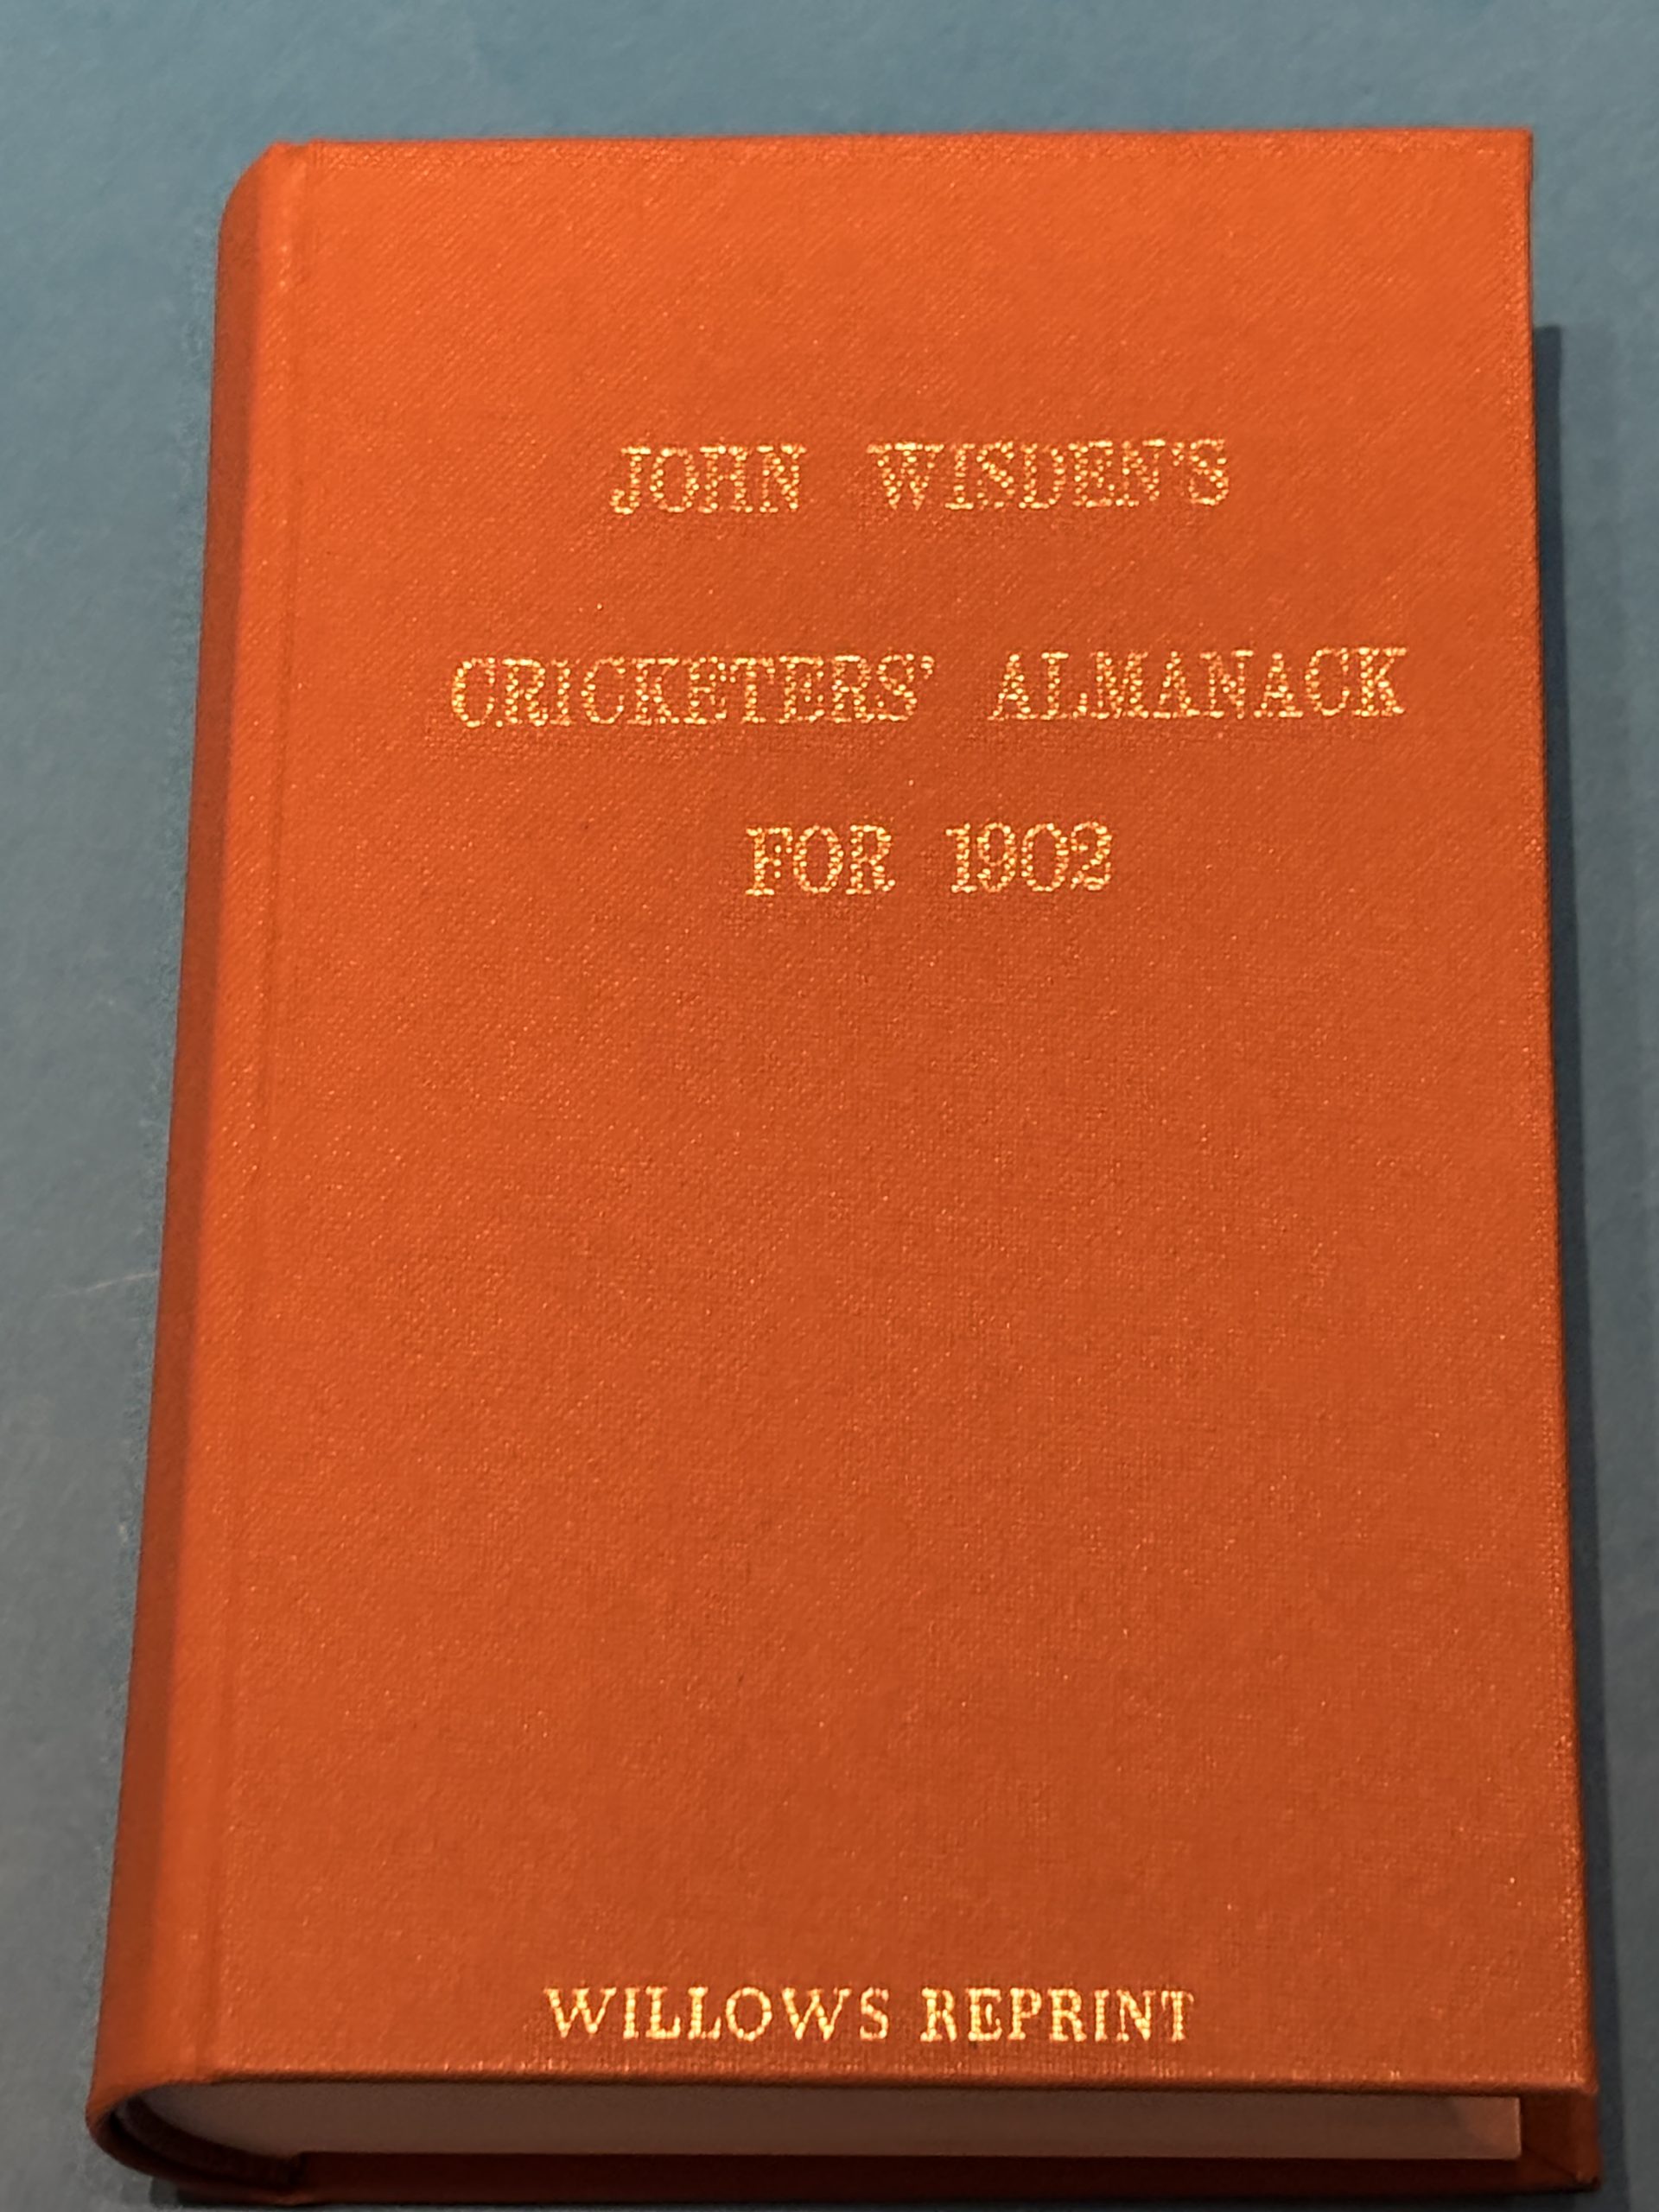 JOHN WISDEN'S
CRICKETERS' ALMANACK
FOR 1902
WILLOWS REPRINT